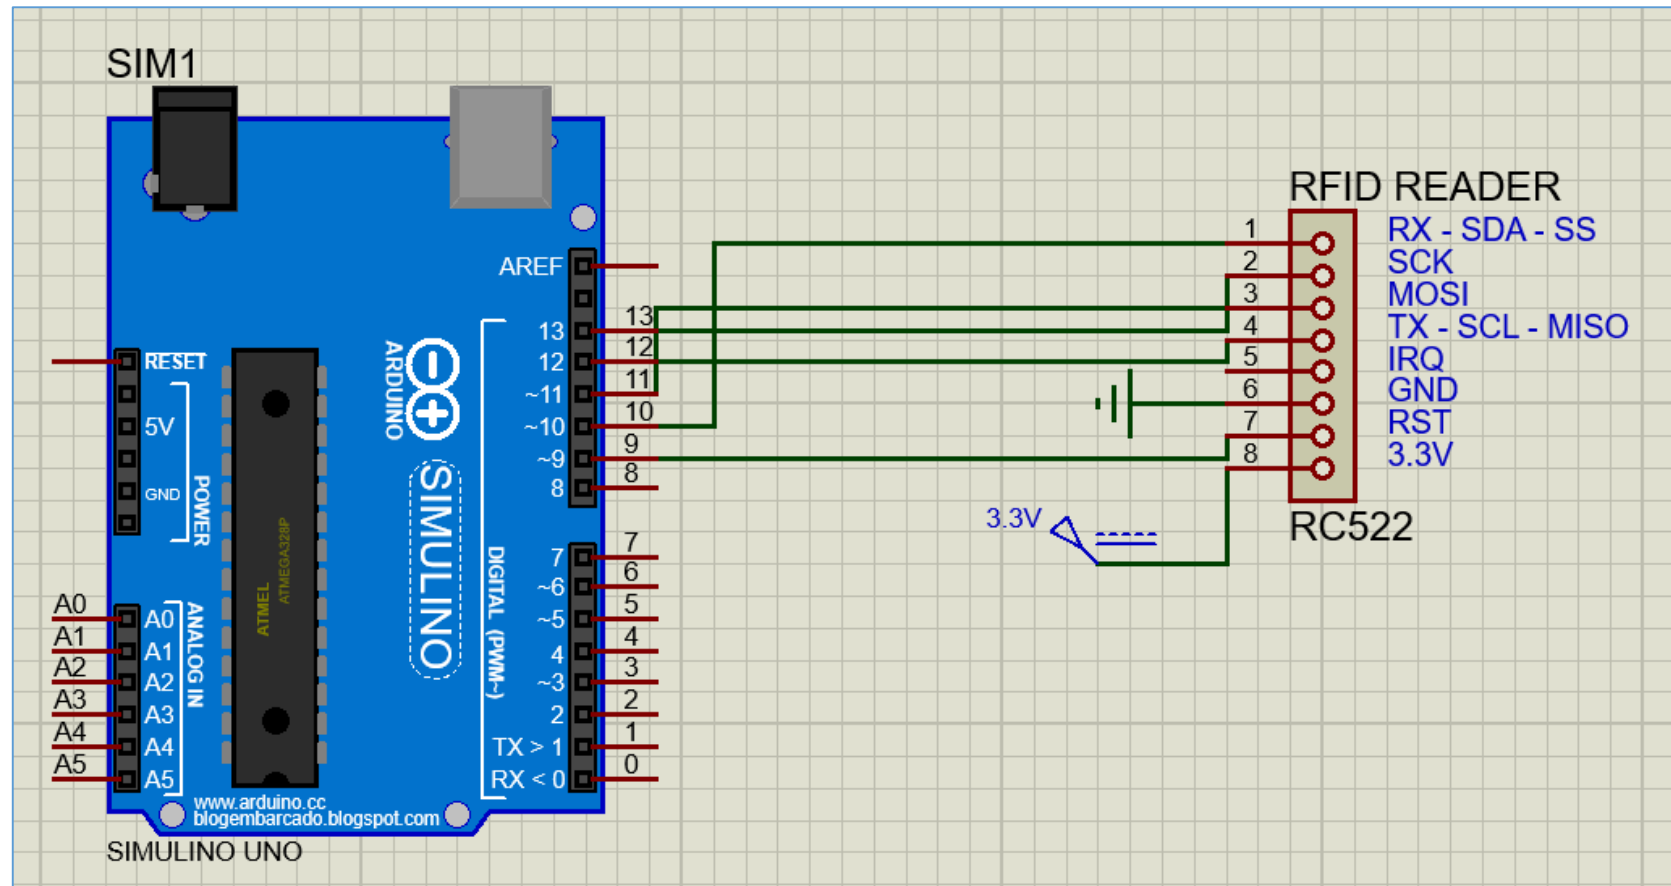 SIM1
AREF
13
12
~11
~10
~9
8
13
12
11
10
9
8
RESET
5V
GND
POWER
ARDUINO
SIMULINO
ATMEL
ATMEGA328P
DIGITAL (PWM~)
7
~6
~5
4
~3
2
TX > 1
RX < 0
7
6
5
4
3
2
1
0
A0
A1
A2
A3
A4
A5
A0
A1
A2
A3
A4
A5
ANALOG IN
www.arduino.cc
blogembarcado.blogspot.com
SIMULINO UNO
RFID READER
1 RX - SDA - SS
2 SCK
3 MOSI
4 TX - SCL - MISO
5 IRQ
6 GND
7 RST
8 3.3V
RC522
3.3V